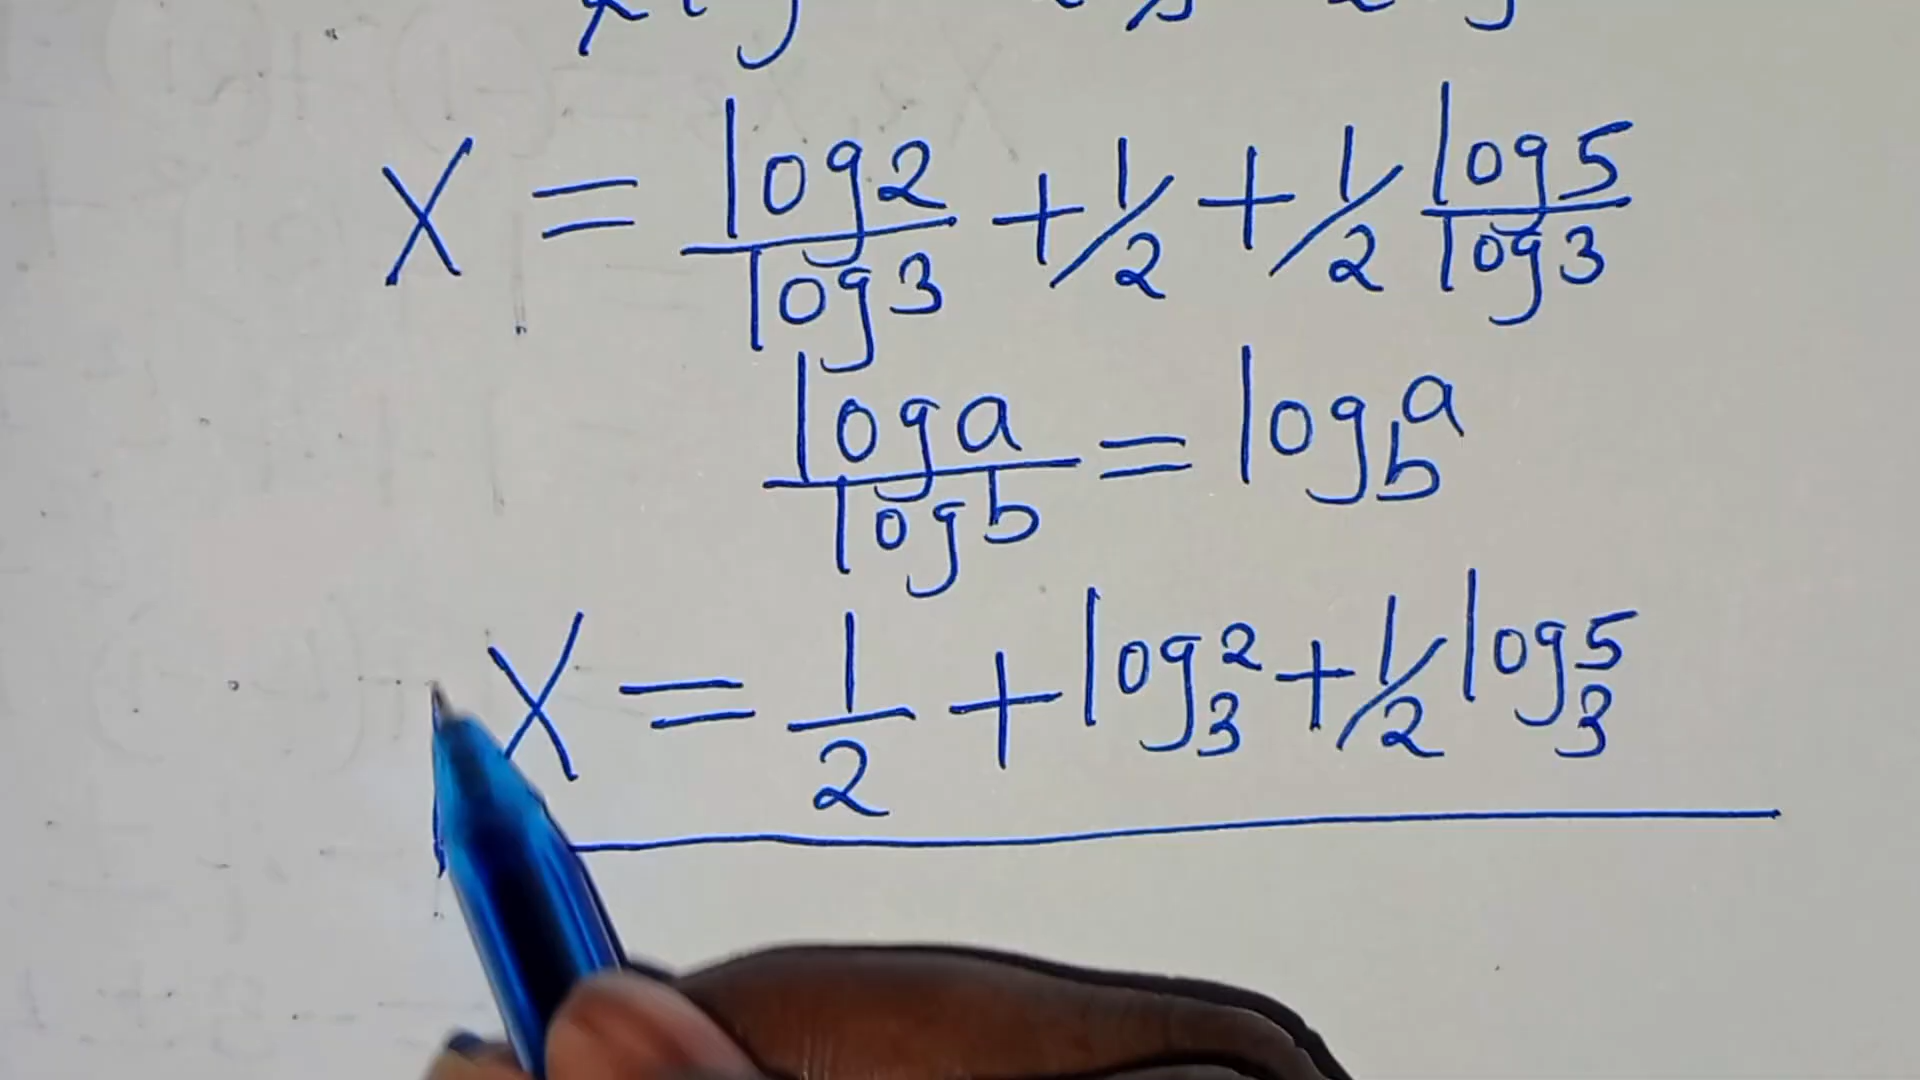 X = log2/log3 + 1/2 + 1/2 log5/log3
loga/logb = log_b a
X = 1/2 + log_3 2 + 1/2 log_3 5